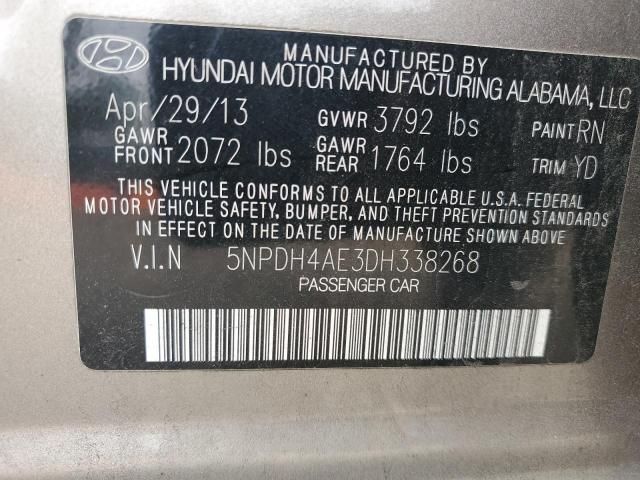 MANUFACTURED BY
HYUNDAI MOTOR MANUFACTURING ALABAMA, LLC
Apr/29/13 GVWR 3792 lbs PAINT RN
GAWR FRONT 2072 lbs GAWR REAR 1764 lbs TRIM YD
THIS VEHICLE CONFORMS TO ALL APPLICABLE U.S.A. FEDERAL
MOTOR VEHICLE SAFETY, BUMPER, AND THEFT PREVENTION STANDARDS
IN EFFECT ON THE DATE OF MANUFACTURE SHOWN ABOVE
V.I.N 5NPDH4AE3DH338268
PASSENGER CAR